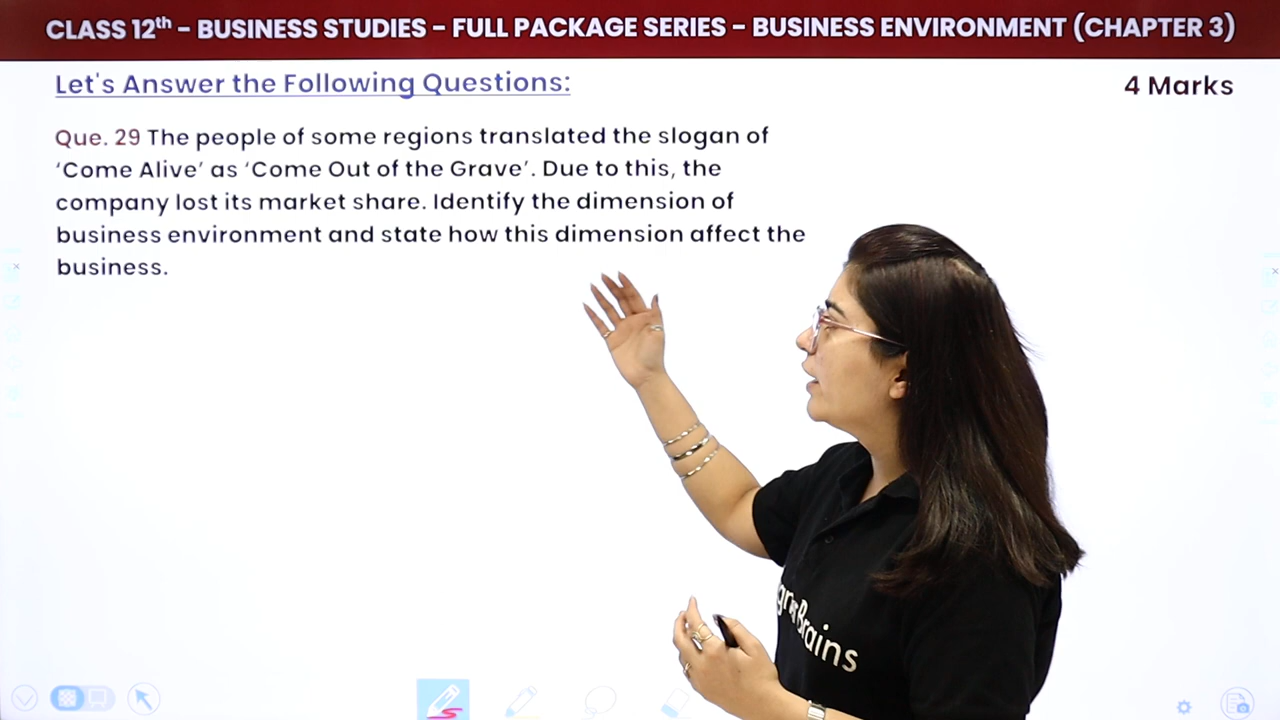 CLASS 12th – BUSINESS STUDIES – FULL PACKAGE SERIES – BUSINESS ENVIRONMENT (CHAPTER 3)
Let's Answer the Following Questions:
4 Marks
Que. 29 The people of some regions translated the slogan of
‘Come Alive’ as ‘Come Out of the Grave’. Due to this, the
company lost its market share. Identify the dimension of
business environment and state how this dimension affect the
business.
Brains